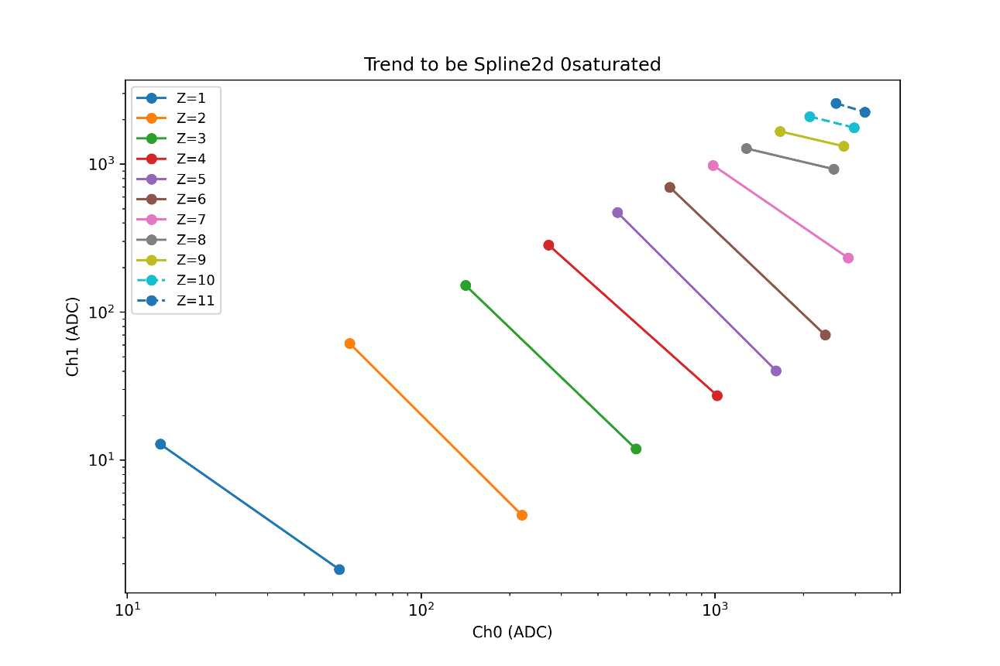 Trend to be Spline2d 0saturated
Z=1
Z=2
Z=3
Z=4
Z=5
Z=6
Z=7
Z=8
Z=9
Z=10
Z=11
Ch1 (ADC)
10³
10²
10¹
10¹ 10² 10³
Ch0 (ADC)